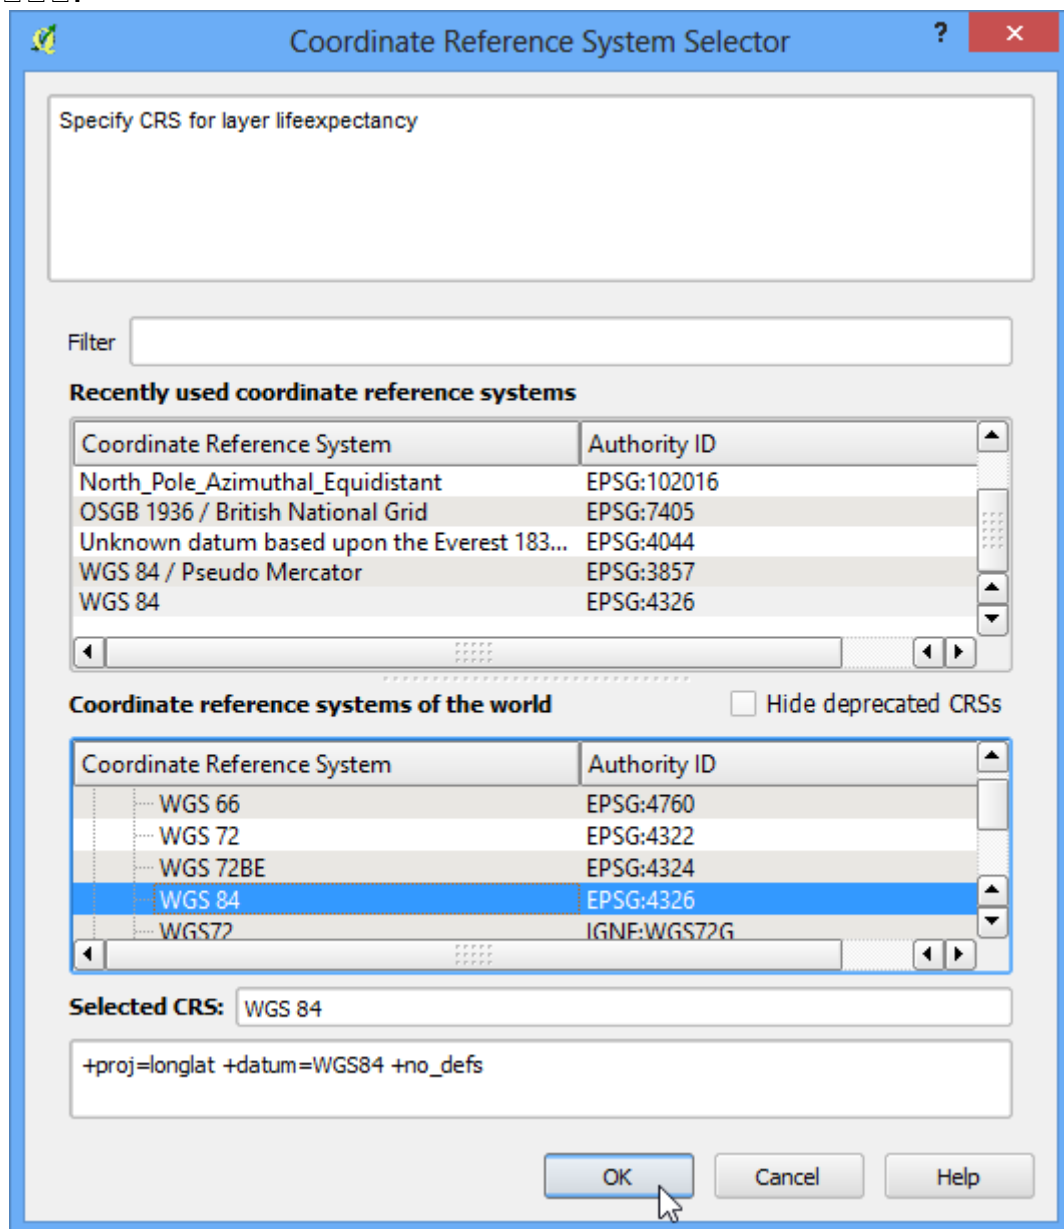 Coordinate Reference System Selector
Specify CRS for layer lifeexpectancy
Filter
Recently used coordinate reference systems
Coordinate Reference System Authority ID
North_Pole_Azimuthal_Equidistant EPSG:102016
OSGB 1936 / British National Grid EPSG:7405
Unknown datum based upon the Everest 183... EPSG:4044
WGS 84 / Pseudo Mercator EPSG:3857
WGS 84 EPSG:4326
Coordinate reference systems of the world Hide deprecated CRSs
Coordinate Reference System Authority ID
WGS 66 EPSG:4760
WGS 72 EPSG:4322
WGS 72BE EPSG:4324
WGS 84 EPSG:4326
WGS72 IGNF:WGS72G
Selected CRS: WGS 84
+proj=longlat +datum=WGS84 +no_defs
OK Cancel Help